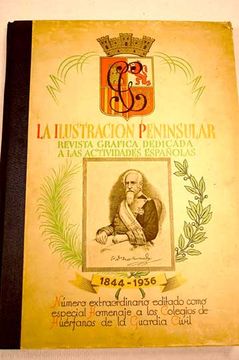 LA ILUSTRACION PENINSULAR
REVISTA GRAFICA DEDICADA
A LAS ACTIVIDADES ESPAÑOLAS
1844-1936
Número extraordinario editado como
especial Homenaje a los Colegios de
Huérfanos de la Guardia Civil